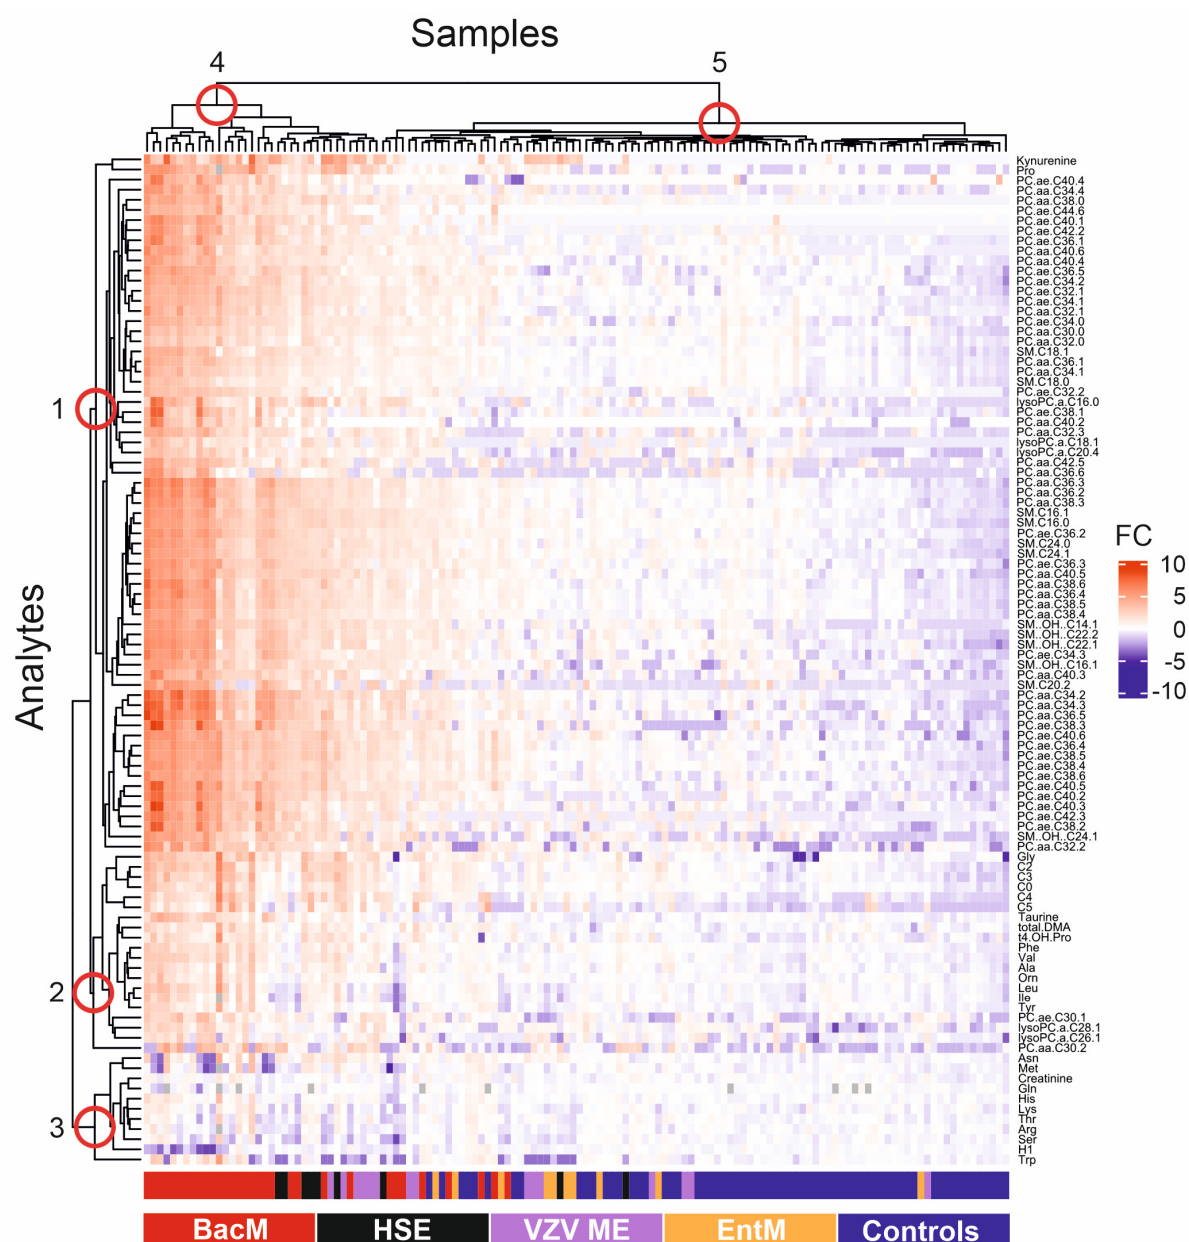 Samples
4
5
Kynurenine
Pro
PC.ae.C40.4
PC.aa.C34.4
PC.aa.C38.0
PC.ae.C44.6
PC.ae.C40.1
PC.ae.C42.2
PC.ae.C36.1
PC.aa.C40.6
PC.aa.C40.4
PC.ae.C36.5
PC.ae.C34.2
PC.ae.C32.1
PC.ae.C34.1
PC.aa.C32.1
PC.ae.C34.0
PC.aa.C30.0
PC.aa.C32.0
SM.C18.1
PC.aa.C36.1
PC.aa.C34.1
SM.C18.0
PC.ae.C32.2
lysoPC.a.C16.0
PC.ae.C38.1
PC.aa.C40.2
PC.aa.C32.3
lysoPC.a.C18.1
lysoPC.a.C20.4
PC.aa.C42.5
PC.aa.C36.6
PC.aa.C36.3
PC.aa.C36.2
PC.aa.C38.3
SM.C16.1
SM.C16.0
PC.ae.C36.2
SM.C24.0
SM.C24.1
PC.ae.C36.3
PC.aa.C40.5
PC.aa.C38.6
PC.aa.C36.4
PC.aa.C38.5
PC.aa.C38.4
SM..OH..C14.1
SM..OH..C22.2
SM..OH..C22.1
PC.ae.C34.3
SM..OH..C16.1
PC.aa.C40.3
SM.C20.2
PC.aa.C34.2
PC.aa.C34.3
PC.aa.C36.5
PC.ae.C38.3
PC.ae.C40.6
PC.ae.C36.4
PC.ae.C38.5
PC.ae.C38.4
PC.ae.C38.6
PC.ae.C40.5
PC.ae.C40.2
PC.ae.C40.3
PC.ae.C42.3
PC.ae.C38.2
SM..OH..C24.1
PC.aa.C32.2
Gly
C2
C3
C0
C4
C5
Taurine
total.DMA
t4.OH.Pro
Phe
Val
Ala
Orn
Leu
Ile
Tyr
PC.ae.C30.1
lysoPC.a.C28.1
lysoPC.a.C26.1
PC.aa.C30.2
Asn
Met
Creatinine
Gln
His
Lys
Thr
Arg
Ser
H1
Trp
1
2
3
Analytes
FC
10
5
0
-5
-10
BacM HSE VZV ME EntM Controls